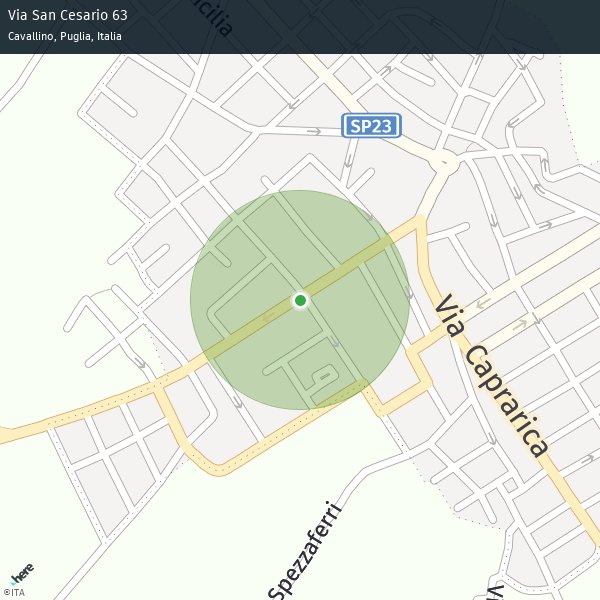 Via San Cesario 63
Cavallino, Puglia, Italia
SP23
Via Caprarica
Spezzaferri
here
©ITA